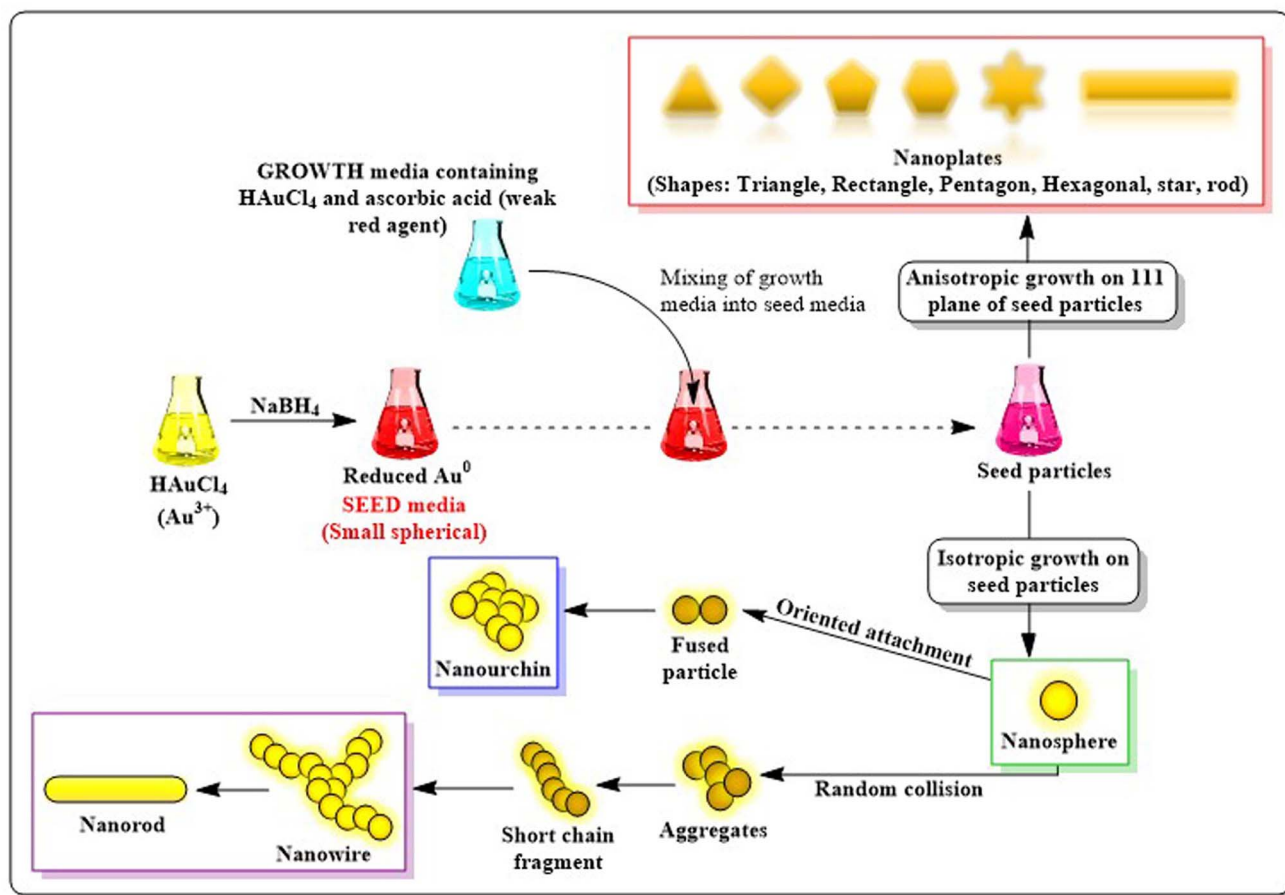 Nanoplates
(Shapes: Triangle, Rectangle, Pentagon, Hexagonal, star, rod)
GROWTH media containing
HAuCl₄ and ascorbic acid (weak
red agent)
Mixing of growth
media into seed media
Anisotropic growth on 111
plane of seed particles
NaBH₄
HAuCl₄
(Au³⁺)
Reduced Au⁰
SEED media
(Small spherical)
Seed particles
Isotropic growth on
seed particles
Oriented attachment
Fused
particle
Nanourchin
Nanosphere
Random collision
Aggregates
Short chain
fragment
Nanowire
Nanorod